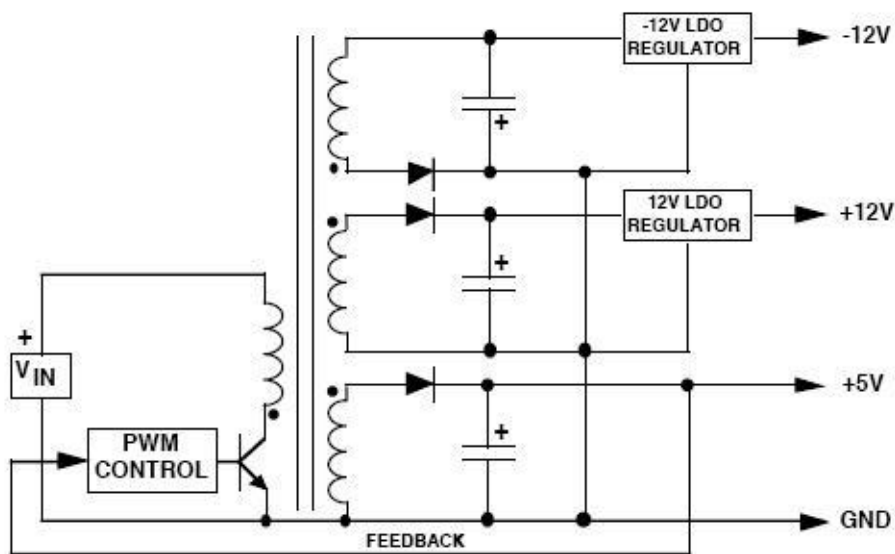 -12V LDO
REGULATOR
-12V
+
12V LDO
REGULATOR
+12V
+
+
V IN
+5V
+
PWM
CONTROL
GND
FEEDBACK